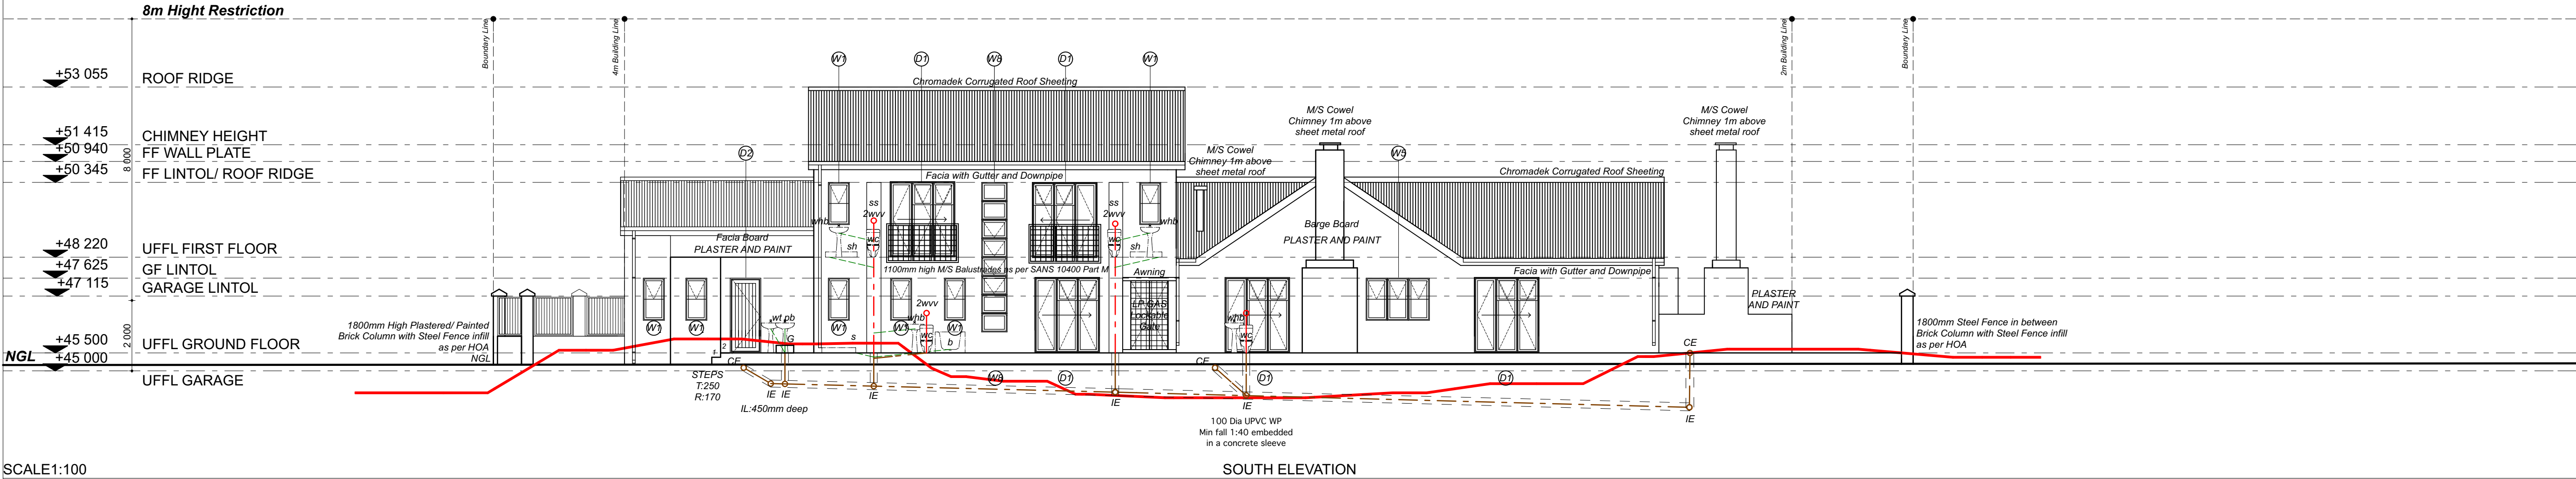 8m Hight Restriction
Boundary Line
4m Building Line
2m Building Line
Boundary Line
+53 055
ROOF RIDGE
+51 415
CHIMNEY HEIGHT
+50 940
FF WALL PLATE
+50 345
FF LINTOL/ ROOF RIDGE
+48 220
UFFL FIRST FLOOR
+47 625
GF LINTOL
+47 115
GARAGE LINTOL
+45 500
UFFL GROUND FLOOR
NGL
+45 000
UFFL GARAGE
8 000
2 000
W1
D1
W8
D1
W1
Chromadek Corrugated Roof Sheeting
D2
M/S Cowel
Chimney 1m above
sheet metal roof
M/S Cowel
Chimney 1m above
sheet metal roof
W5
M/S Cowel
Chimney 1m above
sheet metal roof
Facia with Gutter and Downpipe
Chromadek Corrugated Roof Sheeting
ss
2wvv
whb
wc
sh
ss
2wvv
whb
wc
sh
Facia Board
PLASTER AND PAINT
Barge Board
PLASTER AND PAINT
1100mm high M/S Balustrades as per SANS 10400 Part M
Awning
Facia with Gutter and Downpipe
LP GAS
Lockable
Gate
PLASTER
AND PAINT
1800mm High Plastered/ Painted
Brick Column with Steel Fence infill
as per HOA
NGL
W1
W1
wt pb
G
W1
W1
W1
2wvv
whb
wc
s
b
whb
wc
1800mm Steel Fence in between
Brick Column with Steel Fence infill
as per HOA
1
2
CE
STEPS
T:250
R:170
IE
IE
IL:450mm deep
IE
W8
D1
IE
CE
D1
IE
D1
CE
IE
100 Dia UPVC WP
Min fall 1:40 embedded
in a concrete sleeve
SCALE1:100
SOUTH ELEVATION